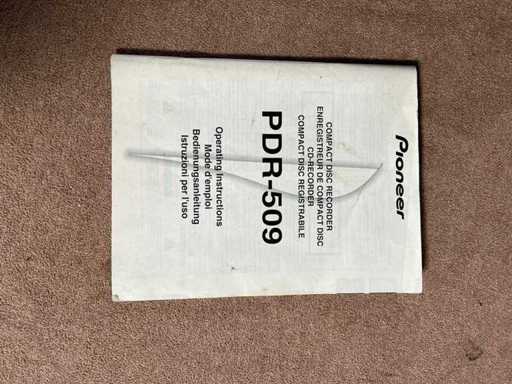 Pioneer
COMPACT DISC RECORDER
ENREGISTREUR DE COMPACT DISC
CD-RECORDER
COMPACT DISC REGISTRABILE
PDR-509
Operating Instructions
Mode d'emploi
Bedienungsanleitung
Istruzioni per l'uso